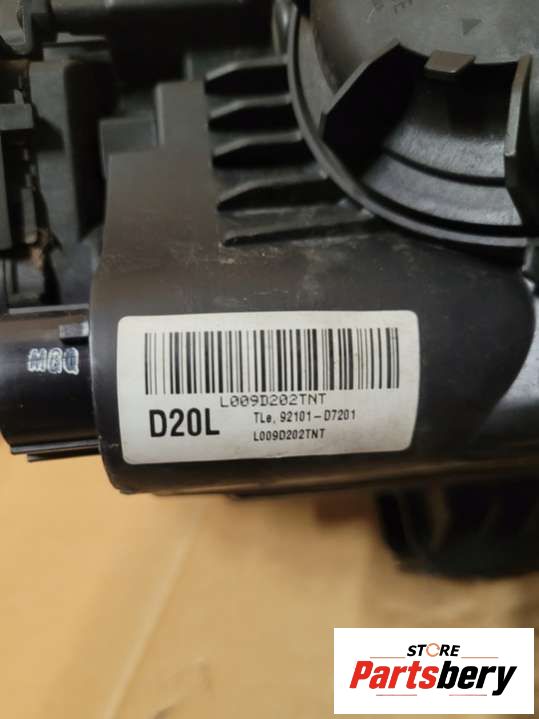 MGQ
L009D202TNT
D20L
TLe. 92101-D7201
L009D202TNT
STORE
Partsbery